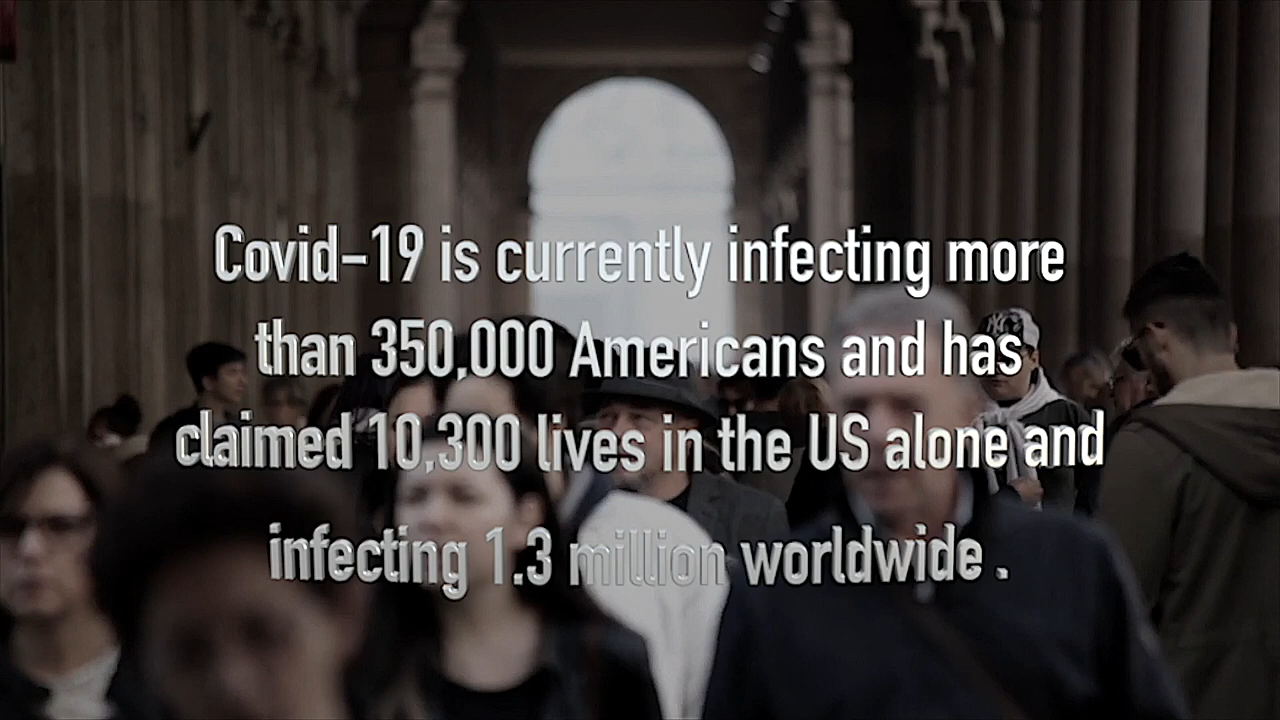 Covid-19 is currently infecting more
than 350,000 Americans and has
claimed 10,300 lives in the US alone and
infecting 1.3 million worldwide .